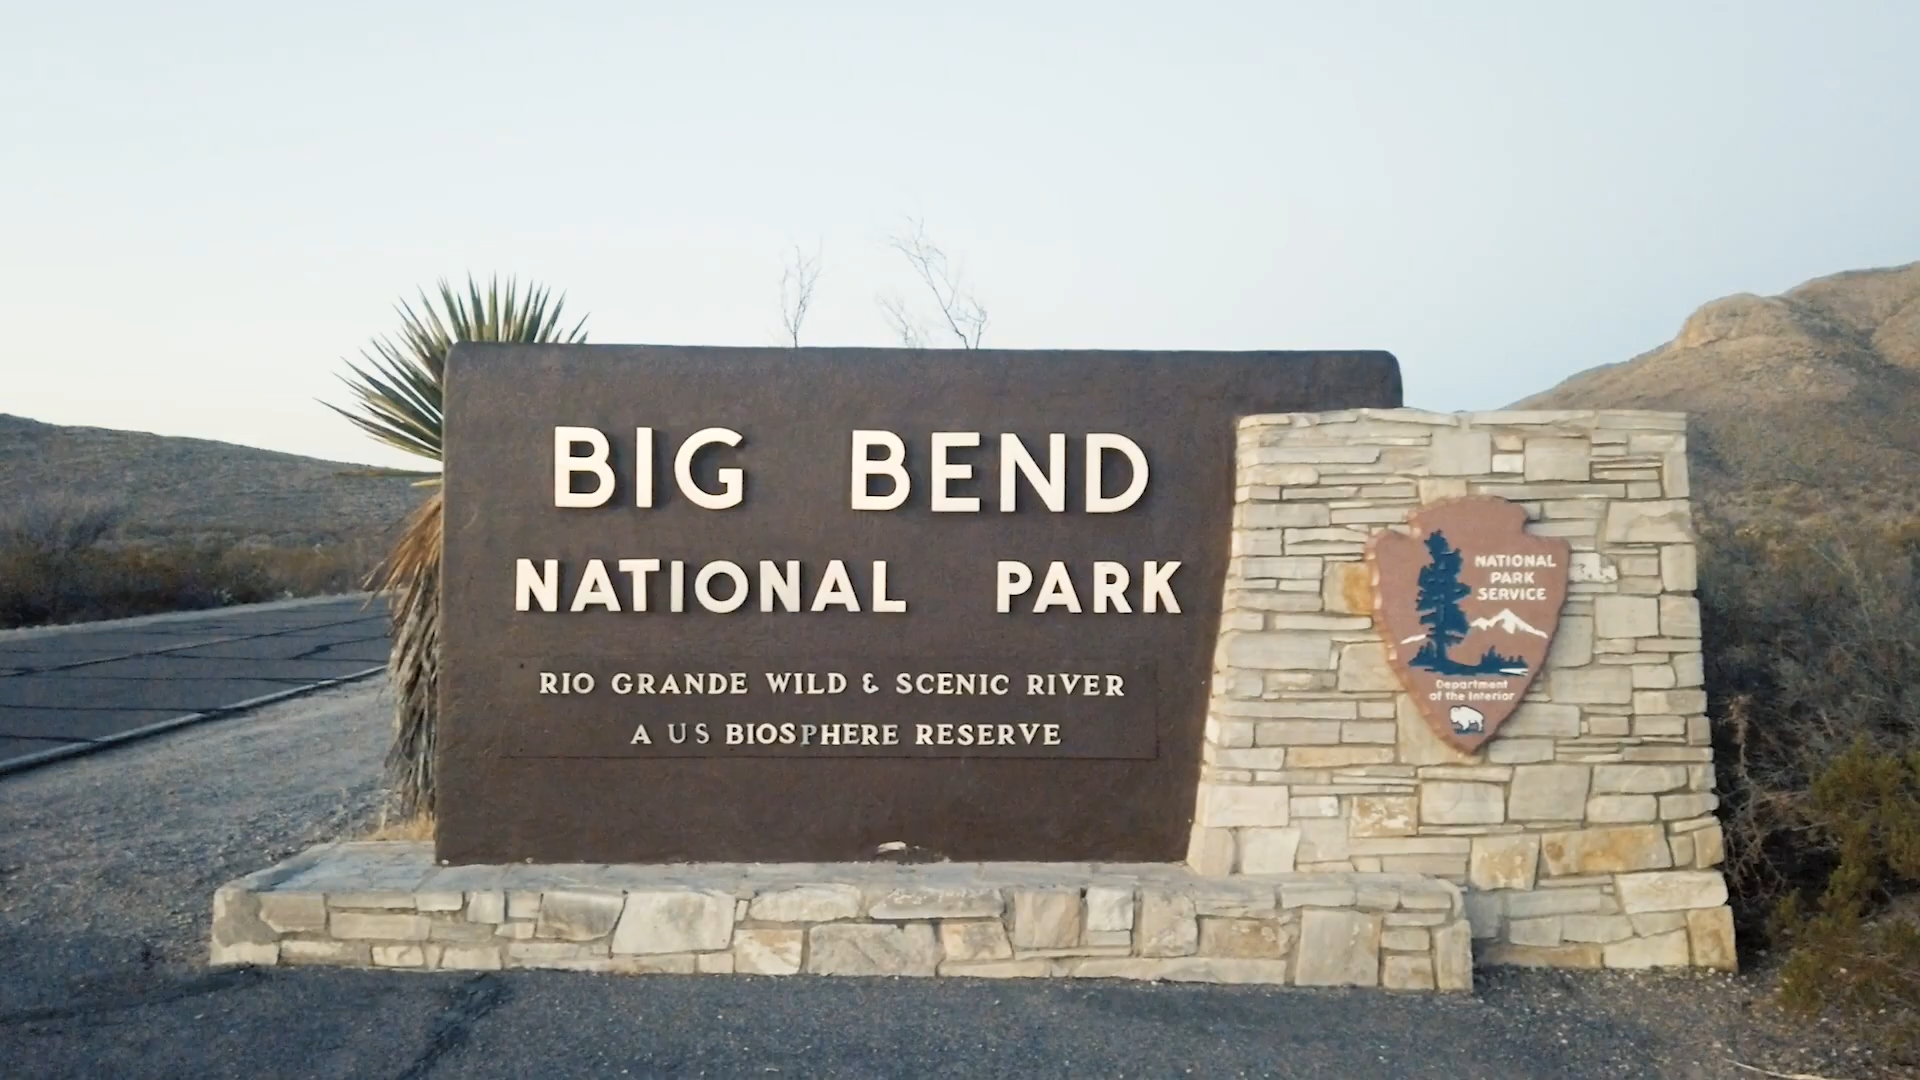 BIG BEND
NATIONAL PARK
RIO GRANDE WILD & SCENIC RIVER
A US BIOSPHERE RESERVE
NATIONAL
PARK
SERVICE
Department
of the Interior